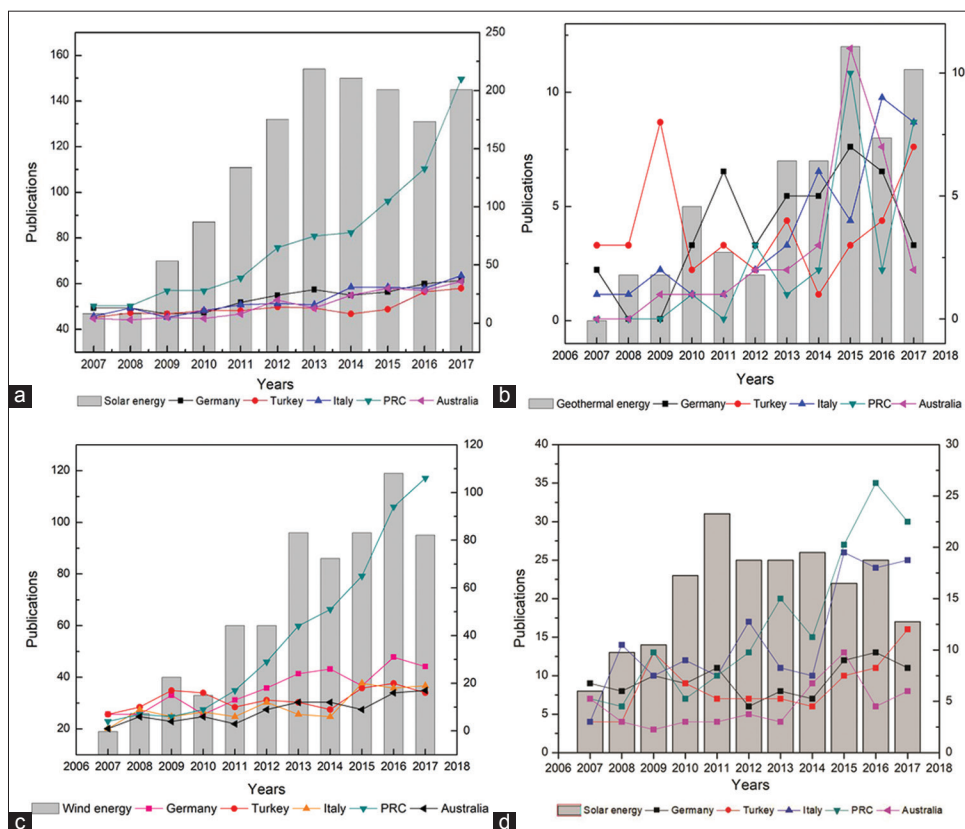 160
140
120
100
80
60
40
250
200
150
100
50
0
Publications
2007 2008 2009 2010 2011 2012 2013 2014 2015 2016 2017
Years
a
Solar energy Germany Turkey Italy PRC Australia
10
5
0
10
5
0
Publications
2006 2007 2008 2009 2010 2011 2012 2013 2014 2015 2016 2017 2018
Years
b
Geothermal energy Germany Turkey Italy PRC Australia
120
100
80
60
40
20
120
100
80
60
40
20
0
Publications
2006 2007 2008 2009 2010 2011 2012 2013 2014 2015 2016 2017 2018
Years
c
Wind energy Germany Turkey Italy PRC Australia
40
35
30
25
20
15
10
5
0
30
25
20
15
10
5
0
Publications
2006 2007 2008 2009 2010 2011 2012 2013 2014 2015 2016 2017 2018
Years
d
Solar energy Germany Turkey Italy PRC Australia